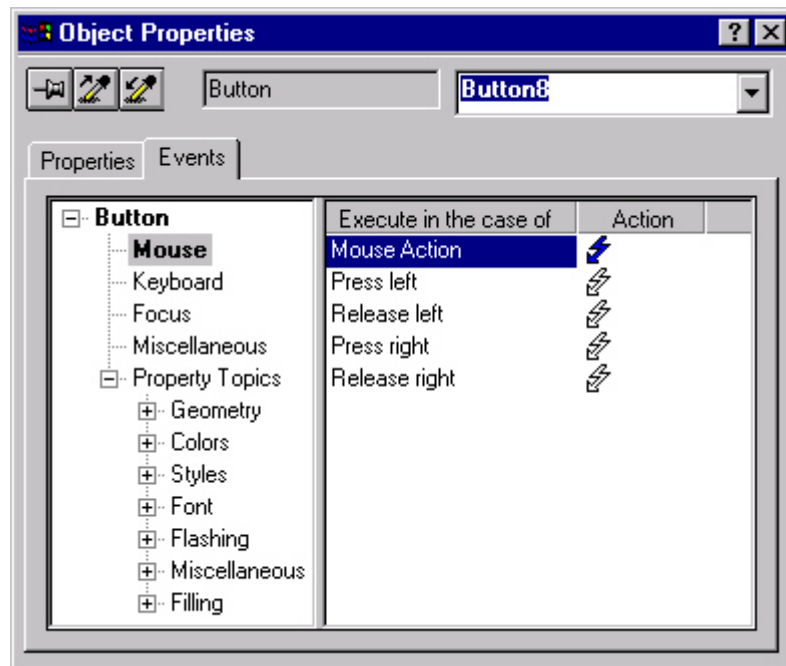 Object Properties
Button Button8
Properties Events
Button
Mouse
Keyboard
Focus
Miscellaneous
Property Topics
Geometry
Colors
Styles
Font
Flashing
Miscellaneous
Filling
Execute in the case of Action
Mouse Action
Press left
Release left
Press right
Release right